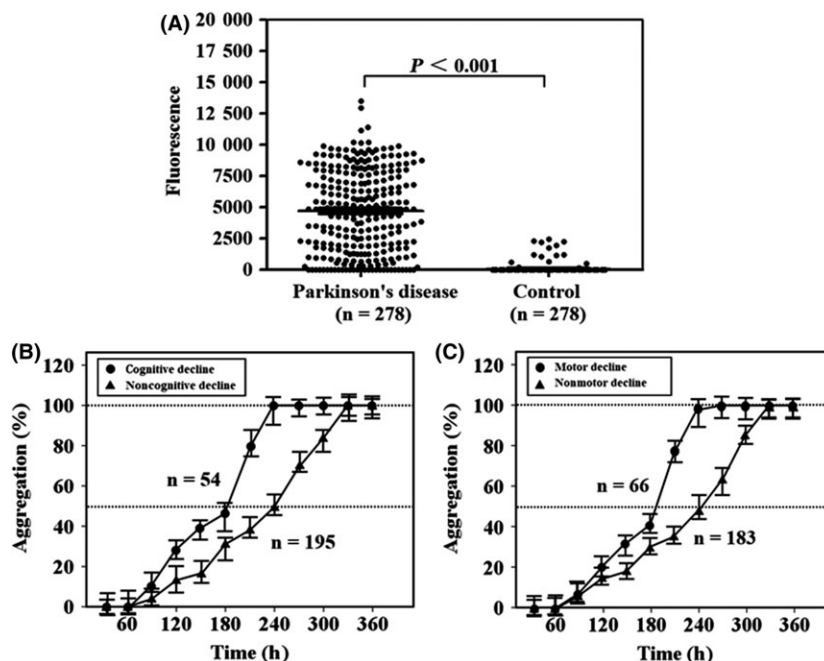 (A)
20 000
17 500
15 000
12 500
10 000
7500
5000
2500
0
Fluorescence
P < 0.001
Parkinson's disease
(n = 278)
Control
(n = 278)
(B)
120
100
80
60
40
20
0
Aggregation (%)
Cognitive decline
Noncognitive decline
n = 54
n = 195
60 120 180 240 300 360
Time (h)
(C)
120
100
80
60
40
20
0
Aggregation (%)
Motor decline
Nonmotor decline
n = 66
n = 183
60 120 180 240 300 360
Time (h)